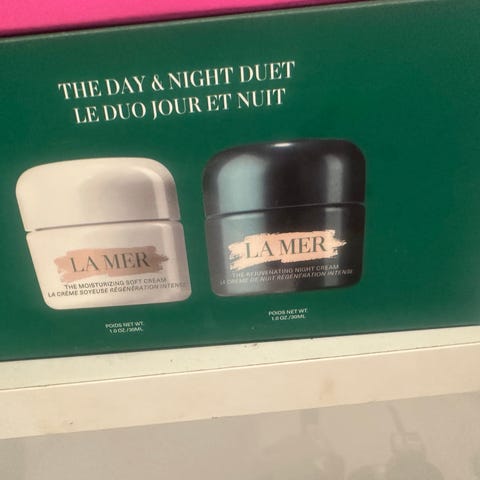 THE DAY & NIGHT DUET
LE DUO JOUR ET NUIT
LA MER
THE MOISTURIZING SOFT CREAM
LA CRÈME SOYEUSE RÉGÉNÉRATION INTENSE
POIDS NET WT.
1.0 OZ./30ML
LA MER
THE REJUVENATING NIGHT CREAM
LA CRÈME DE NUIT RÉGÉNÉRATION INTENSE
POIDS NET WT.
1.0 OZ./30ML